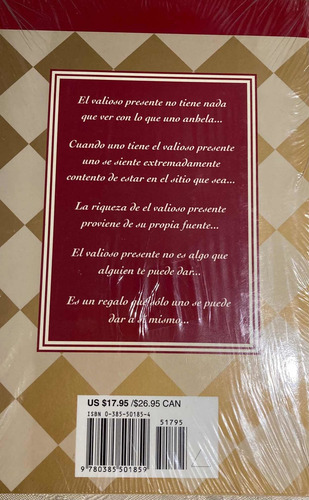 El valioso presente no tiene nada
que ver con lo que uno anhela...
Cuando uno tiene el valioso presente
uno se siente extremadamente
contento de estar en el sitio que sea...
La riqueza de el valioso presente
proviene de su propia fuente...
El valioso presente no es algo que
alguien te puede dar...
Es un regalo que sólo uno se puede
dar a sí mismo...
US $17.95 /$26.95 CAN
ISBN 0-385-50185-4
51795
9 780385 501859